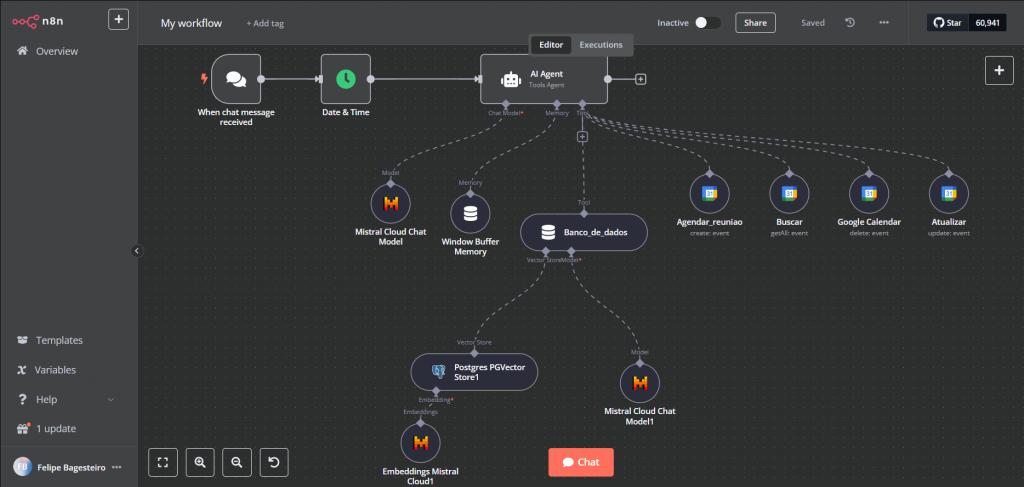 n8n
My workflow
+ Add tag
Inactive
Share
Saved
Star
60,941
Overview
Editor
Executions
AI Agent
Tools Agent
When chat message
received
Date & Time
Chat Model*
Memory
Model
Memory
Tool
Mistral Cloud Chat
Model
Window Buffer
Memory
Banco_de_dados
Agendar_reuniao
create: event
Buscar
getAll: event
Google Calendar
delete: event
Atualizar
update: event
Vector Store
Model*
Vector Store
Model
Postgres PGVector
Store1
Embedding*
Embeddings
Mistral Cloud Chat
Model1
Embeddings Mistral
Cloud1
Templates
Variables
Help
1 update
FB
Felipe Bagesteiro
Chat